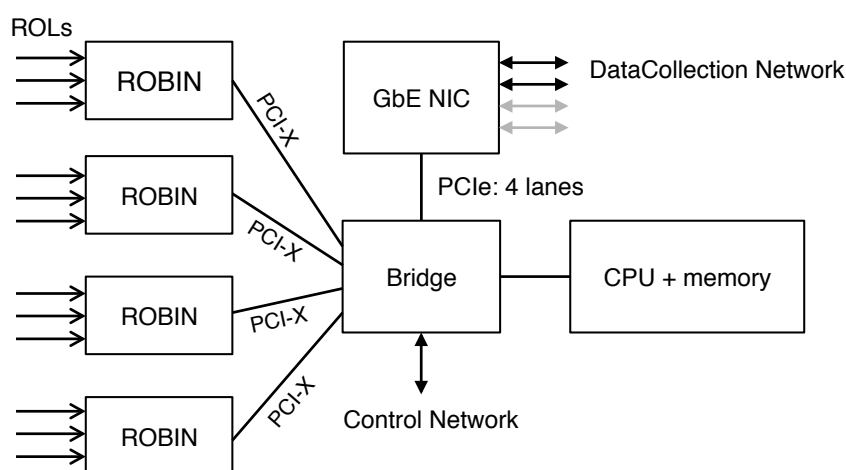 ROLs
ROBIN
PCI-X
GbE NIC
DataCollection Network
PCIe: 4 lanes
ROBIN
PCI-X
Bridge
CPU + memory
ROBIN
PCI-X
ROBIN
PCI-X
Control Network